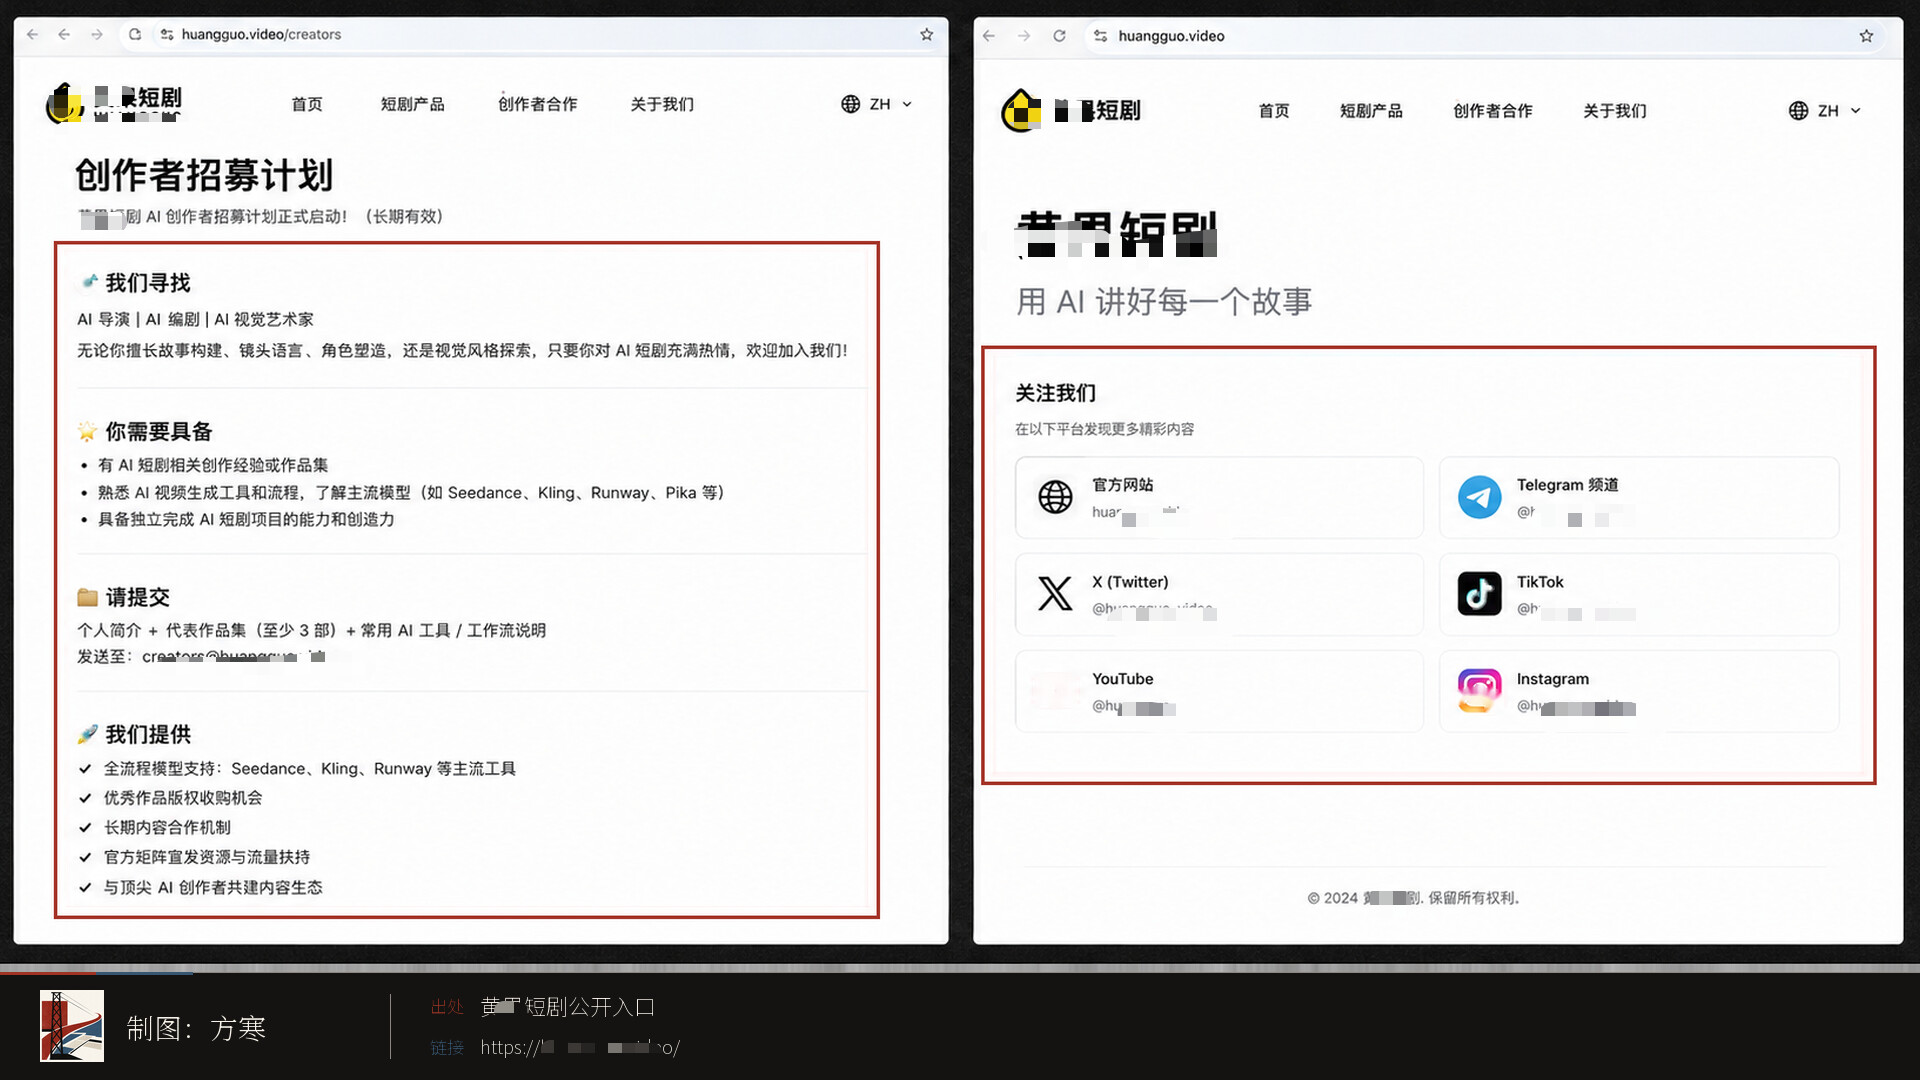 huangguo.video/creators
短剧
首页
短剧产品
创作者合作
关于我们
ZH
创作者招募计划
剧 AI 创作者招募计划正式启动！（长期有效）
我们寻找
AI 导演 | AI 编剧 | AI 视觉艺术家
无论你擅长故事构建、镜头语言、角色塑造，还是视觉风格探索，只要你对 AI 短剧充满热情，欢迎加入我们！
你需要具备
• 有 AI 短剧相关创作经验或作品集
• 熟悉 AI 视频生成工具和流程，了解主流模型（如 Seedance、Kling、Runway、Pika 等）
• 具备独立完成 AI 短剧项目的能力和创造力
请提交
个人简介 + 代表作品集（至少 3 部）+ 常用 AI 工具 / 工作流说明
发送至：
我们提供
✓ 全流程模型支持：Seedance、Kling、Runway 等主流工具
✓ 优秀作品版权收购机会
✓ 长期内容合作机制
✓ 官方矩阵宣发资源与流量扶持
✓ 与顶尖 AI 创作者共建内容生态
huangguo.video
短剧
首页
短剧产品
创作者合作
关于我们
ZH
短剧
用 AI 讲好每一个故事
关注我们
在以下平台发现更多精彩内容
官方网站
Telegram 频道
X (Twitter)
TikTok
YouTube
Instagram
© 2024 剧. 保留所有权利。
制图：方寒
出处 黄 短剧公开入口
链接 https://